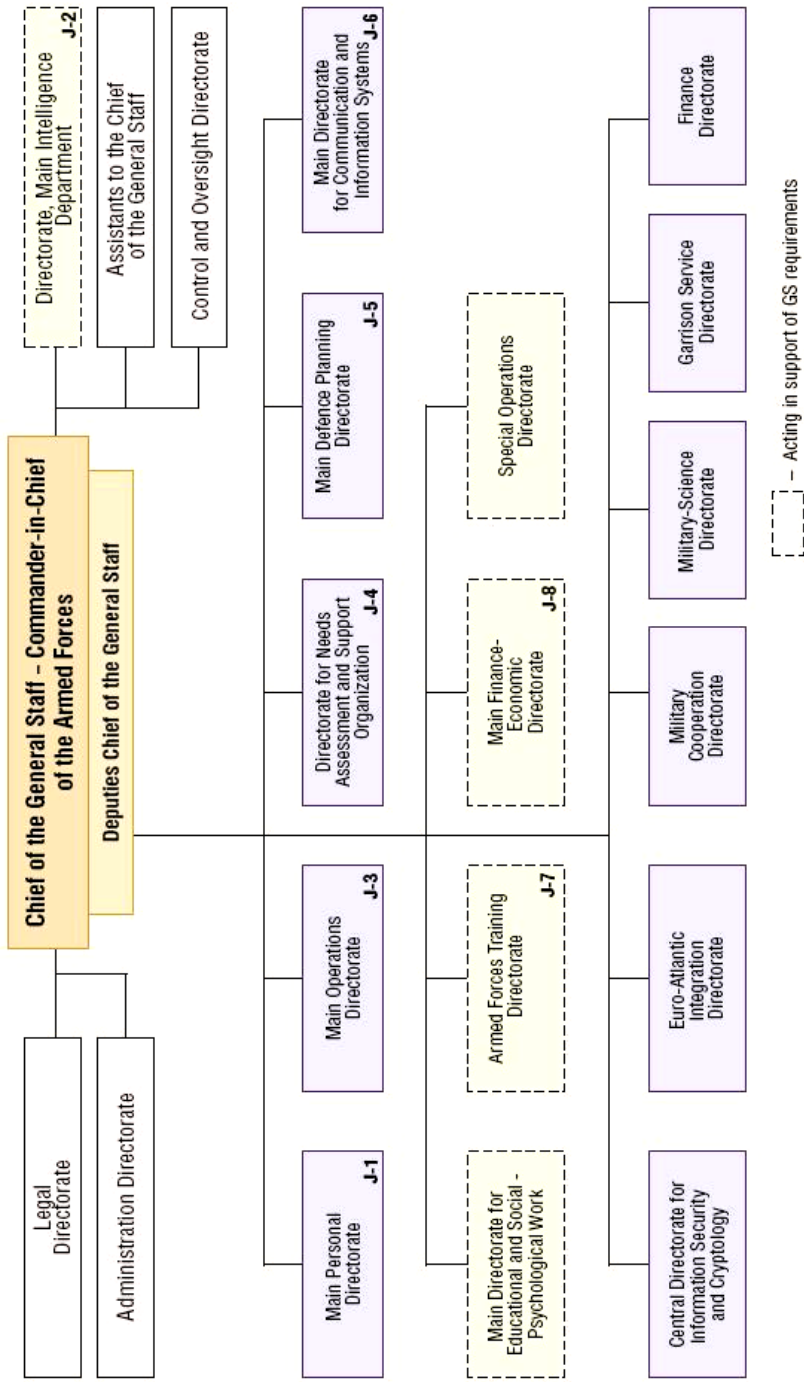 Chief of the General Staff – Commander-in-Chief
of the Armed Forces
Deputies Chief of the General Staff
Legal
Directorate
Administration Directorate
Directorate, Main Intelligence
Department
J-2
Assistants to the Chief
of the General Staff
Control and Oversight Directorate
Main Personal
Directorate
J-1
Main Operations
Directorate
J-3
Directorate for Needs
Assessment and Support
Organization
J-4
Main Defence Planning
Directorate
J-5
Main Directorate
for Communication and
Information Systems
J-6
Main Directorate for
Educational and Social -
Psychological Work
Armed Forces Training
Directorate
J-7
Main Finance-
Economic
Directorate
J-8
Special Operations
Directorate
Central Directorate for
Information Security
and Cryptology
Euro-Atlantic
Integration
Directorate
Military
Cooperation
Directorate
Military-Science
Directorate
Garrison Service
Directorate
Finance
Directorate
– Acting in support of GS requirements